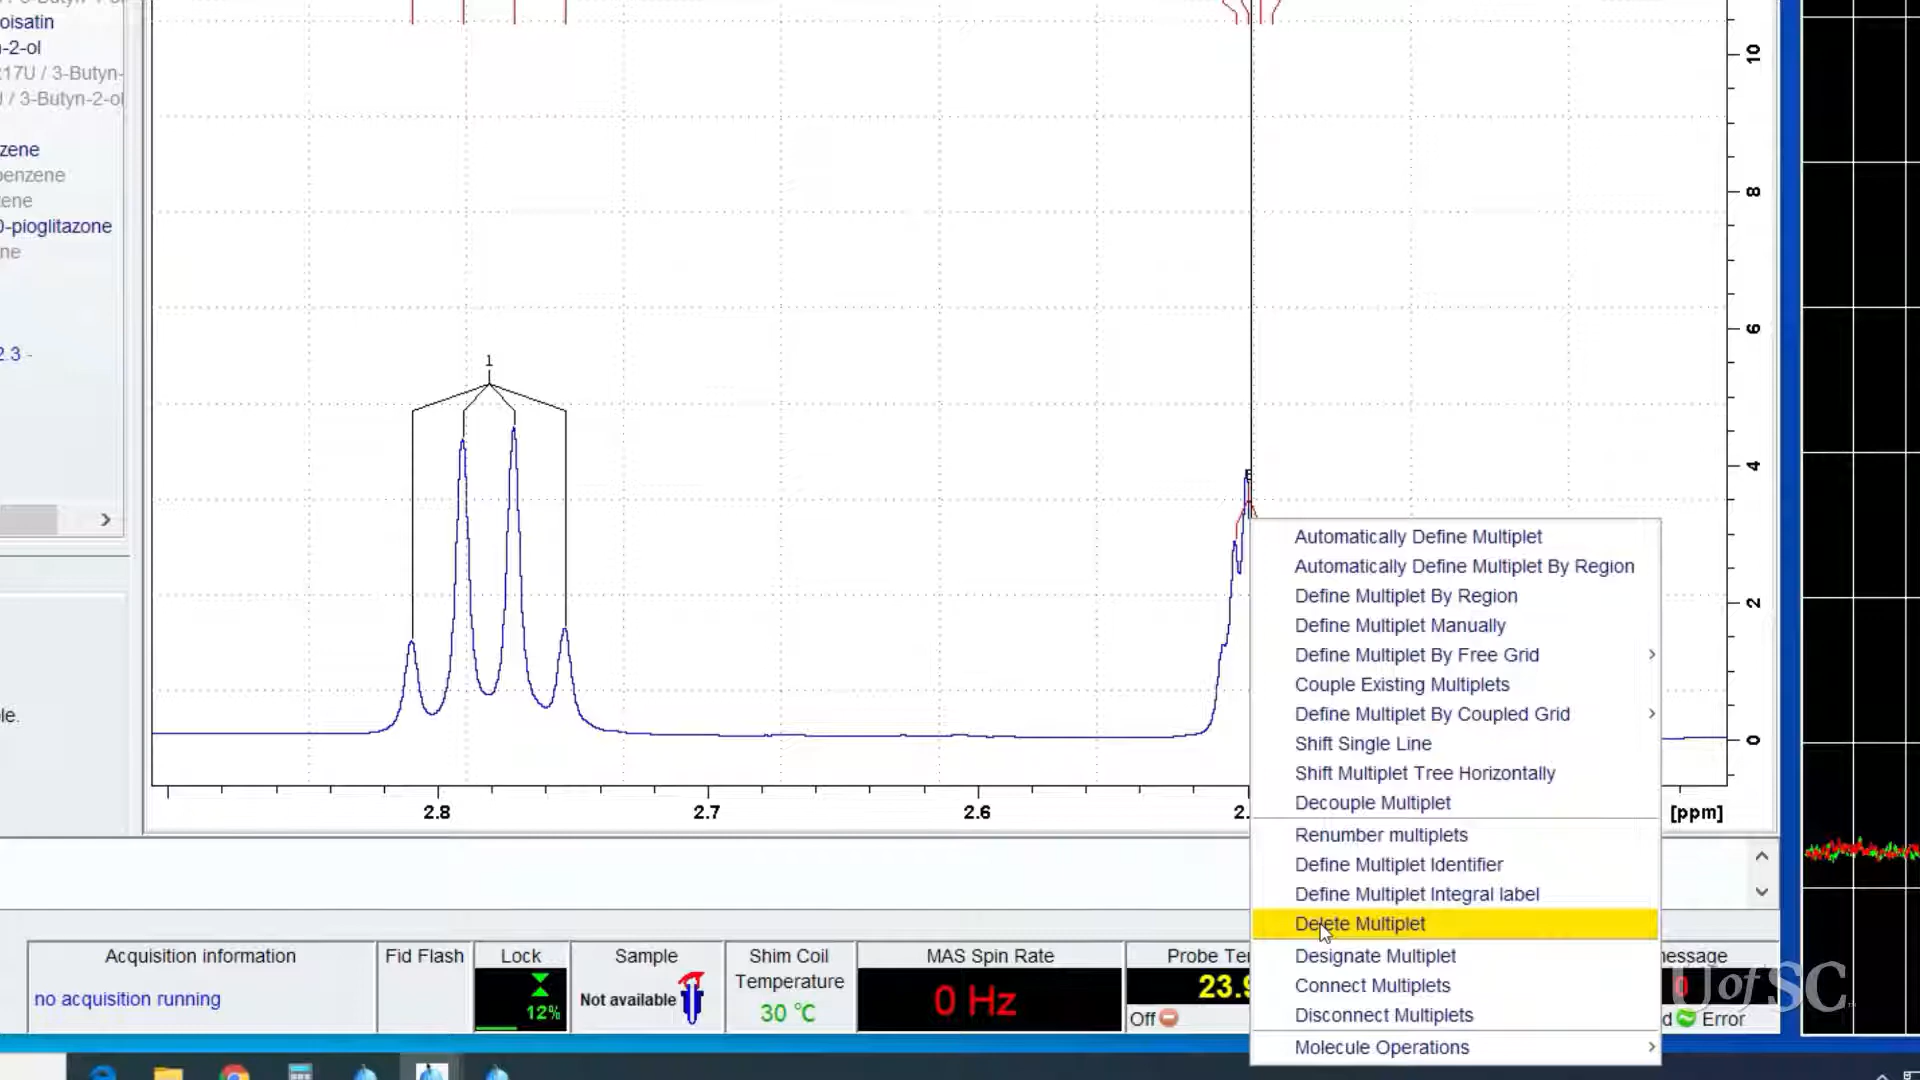 oisatin
-2-ol
17U / 3-Butyn-
/ 3-Butyn-2-ol
zene
benzene
ene
0-pioglitazone
ne
2.3 -
le.
1
10
8
6
4
2
0
2.8
2.7
2.6
2.
[ppm]
Automatically Define Multiplet
Automatically Define Multiplet By Region
Define Multiplet By Region
Define Multiplet Manually
Define Multiplet By Free Grid
Couple Existing Multiplets
Define Multiplet By Coupled Grid
Shift Single Line
Shift Multiplet Tree Horizontally
Decouple Multiplet
Renumber multiplets
Define Multiplet Identifier
Define Multiplet Integral label
Delete Multiplet
Designate Multiplet
Connect Multiplets
Disconnect Multiplets
Molecule Operations
Acquisition information
no acquisition running
Fid Flash
Lock
12%
Sample
Not available
Shim Coil
Temperature
30 °C
MAS Spin Rate
0 Hz
Probe Te
23.9
Off
essage
0
d Error
UofSC